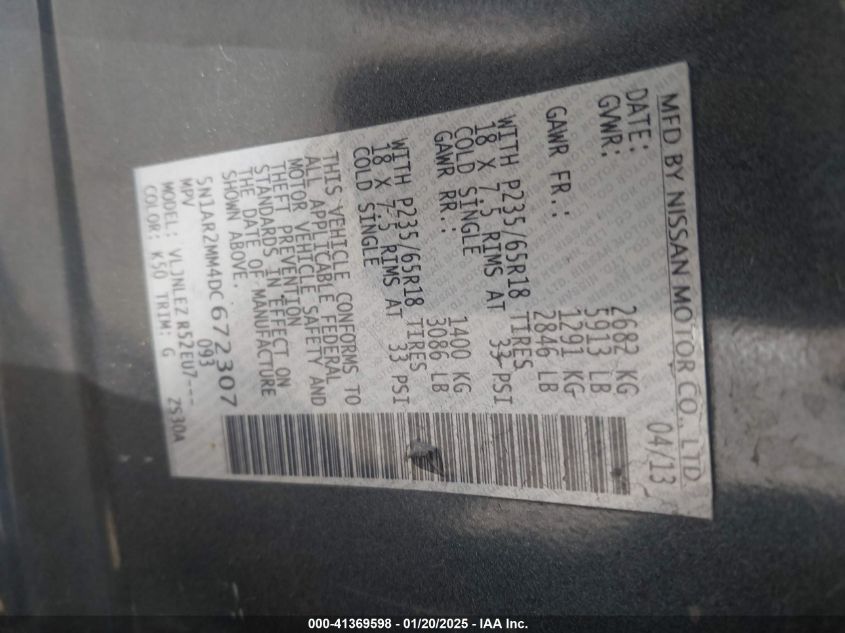 MFD BY NISSAN MOTOR CO., LTD
DATE: 04/13
GVWR: 2682 KG
5913 LB
GAWR FR.: 1291 KG
2846 LB
WITH P235/65R18 TIRES
18 X 7.5 RIMS AT 33 PSI
COLD SINGLE
GAWR RR.: 1400 KG
3086 LB
WITH P235/65R18 TIRES
18 X 7.5 RIMS AT 33 PSI
COLD SINGLE
THIS VEHICLE CONFORMS TO
ALL APPLICABLE FEDERAL
MOTOR VEHICLE SAFETY AND
THEFT PREVENTION
STANDARDS IN EFFECT ON
THE DATE OF MANUFACTURE
SHOWN ABOVE.
5N1AR2MM4DC672307
MPV 093
MODEL: VLJNLEZ R52EU7---
COLOR: K50 TRIM: G ZS30A
000-41369598 - 01/20/2025 - IAA Inc.